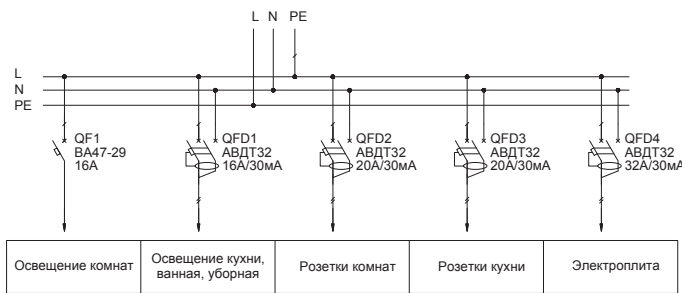 L N PE
L
N
PE
QF1
ВА47-29
16А
QFD1
АВДТ32
16А/30мА
QFD2
АВДТ32
20А/30мА
QFD3
АВДТ32
20А/30мА
QFD4
АВДТ32
32А/30мА
Освещение комнат
Освещение кухни,
ванная, уборная
Розетки комнат
Розетки кухни
Электроплита